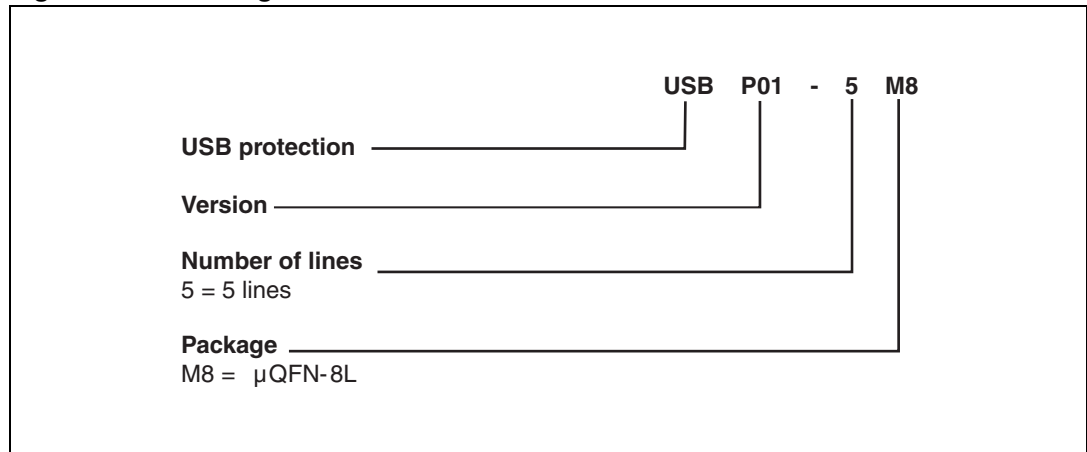 USB P01 - 5 M8
USB protection
Version
Number of lines
5 = 5 lines
Package
M8 = µQFN-8L